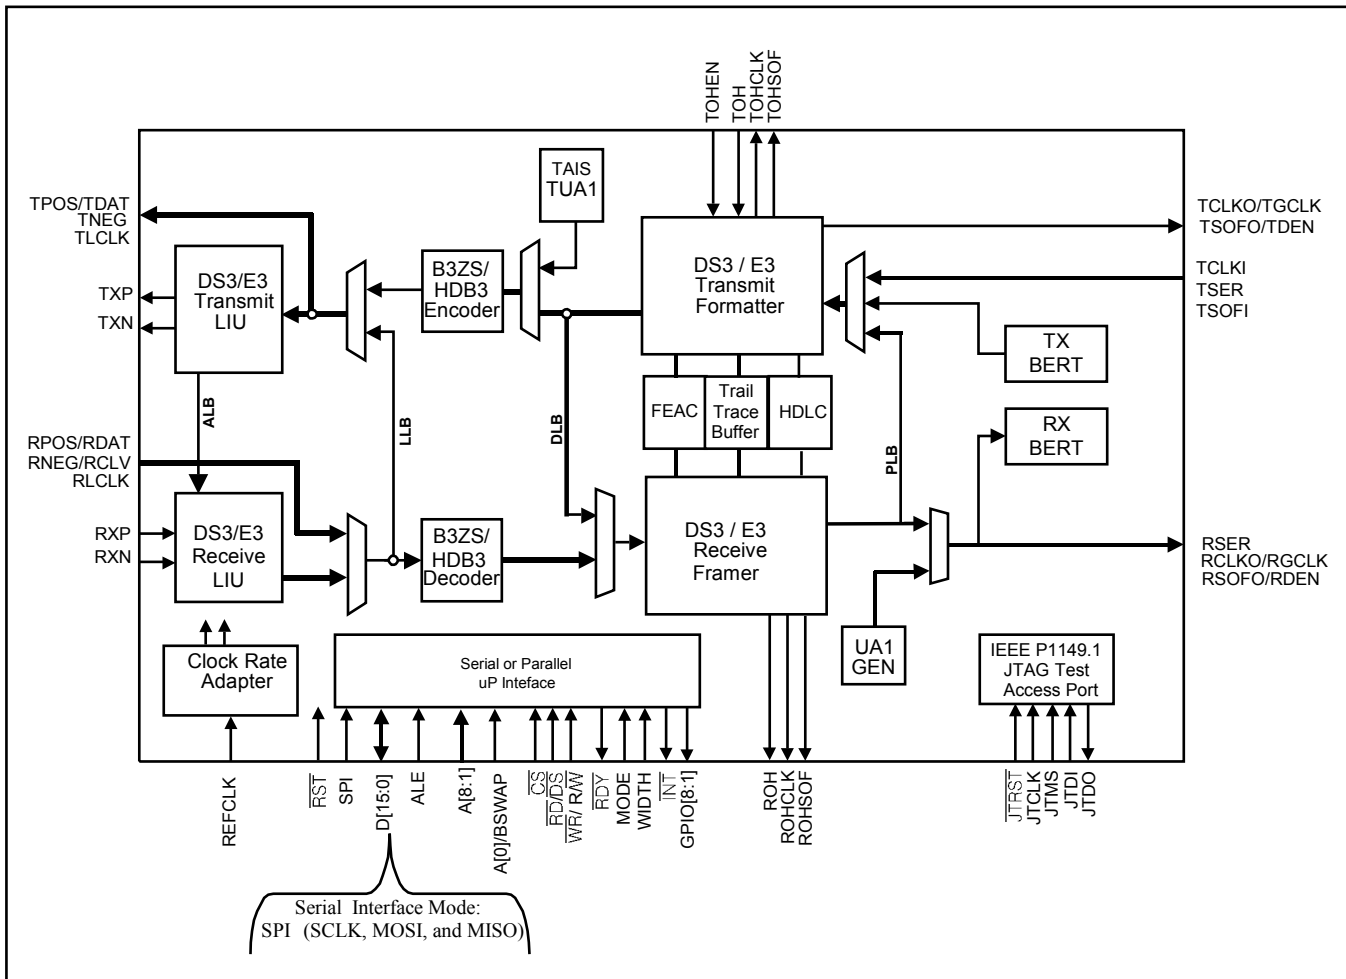 TOHEN
TOH
TOHCLK
TOHSOF
TAIS
TUA1
TPOS/TDAT
TNEG
TLCLK
TCLKO/TGCLK
TSOFO/TDEN
DS3/E3
Transmit
LIU
B3ZS/
HDB3
Encoder
DS3 / E3
Transmit
Formatter
TXP
TXN
TCLKI
TSER
TSOFI
TX
BERT
FEAC
Trail
Trace
Buffer
HDLC
ALB
LLB
DLB
PLB
RX
BERT
RPOS/RDAT
RNEG/RCLV
RLCLK
RXP
RXN
DS3/E3
Receive
LIU
B3ZS/
HDB3
Decoder
DS3 / E3
Receive
Framer
RSER
RCLKO/RGCLK
RSOFO/RDEN
Clock Rate
Adapter
Serial or Parallel
uP Inteface
UA1
GEN
IEEE P1149.1
JTAG Test
Access Port
REFCLK
RST
SPI
D[15:0]
ALE
A[8:1]
A[0]/BSWAP
CS
RD/DS
WR/ R/W
RDY
MODE
WIDTH
INT
GPIO[8:1]
ROH
ROHCLK
ROHSOF
JTRST
JTCLK
JTMS
JTDI
JTDO
Serial Interface Mode:
SPI (SCLK, MOSI, and MISO)